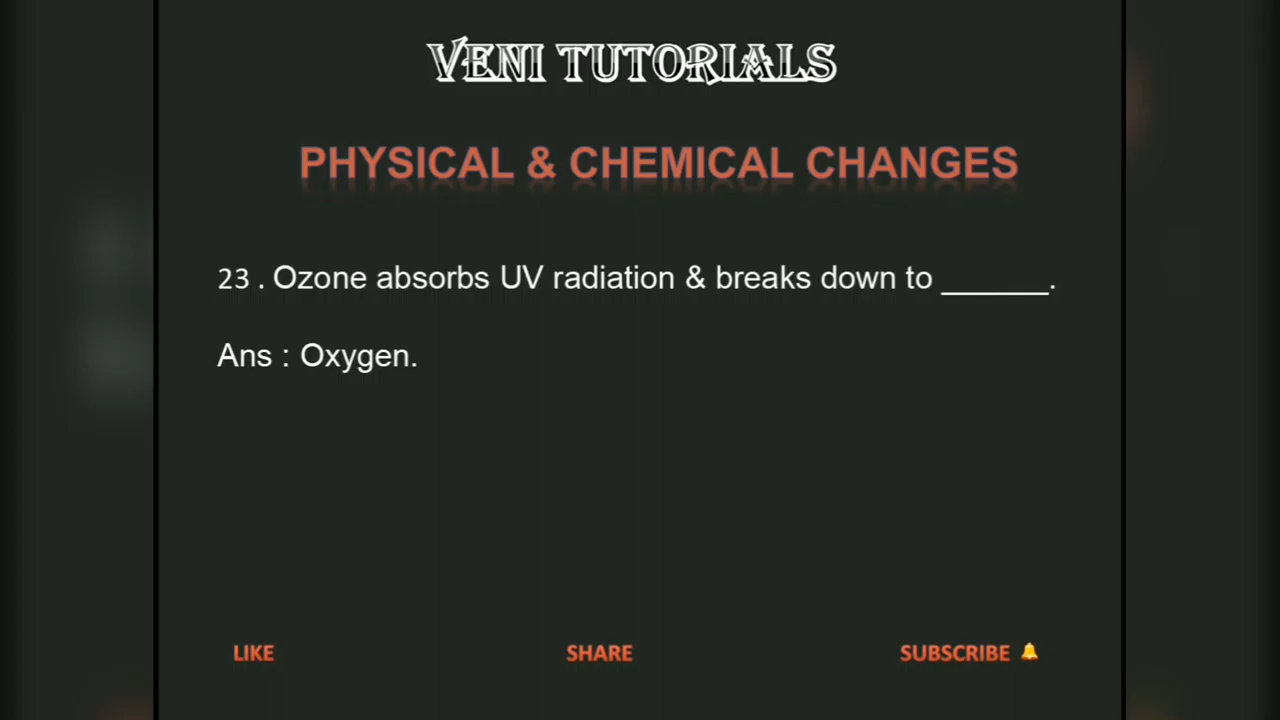 VENI TUTORIALS
PHYSICAL & CHEMICAL CHANGES
23 . Ozone absorbs UV radiation & breaks down to ______.
Ans : Oxygen.
LIKE SHARE SUBSCRIBE 🔔